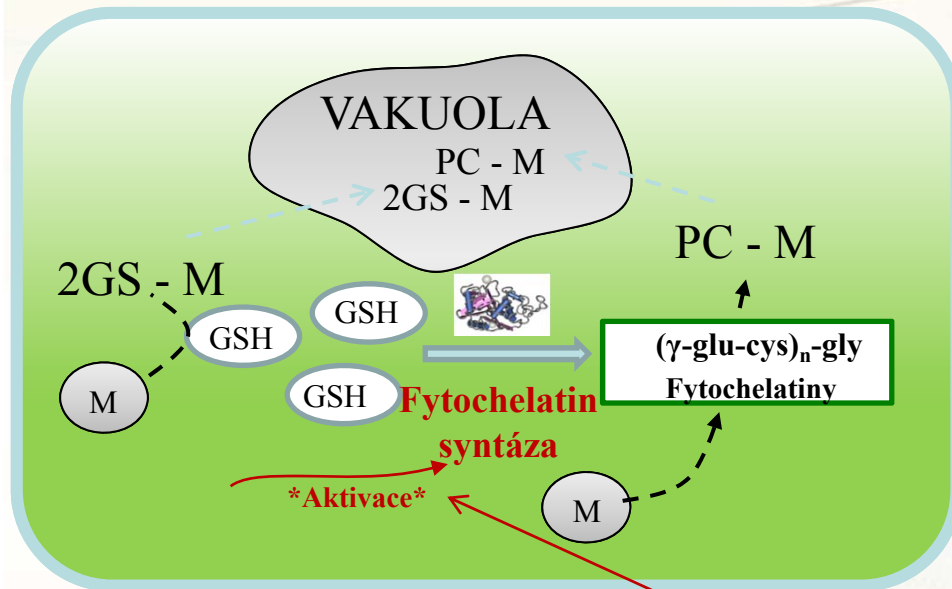 VAKUOLA
PC - M
2GS - M
PC - M
2GS - M
GSH
GSH
GSH
M
(γ-glu-cys)n-gly
Fytochelatiny
Fytochelatin
syntáza
*Aktivace*
M